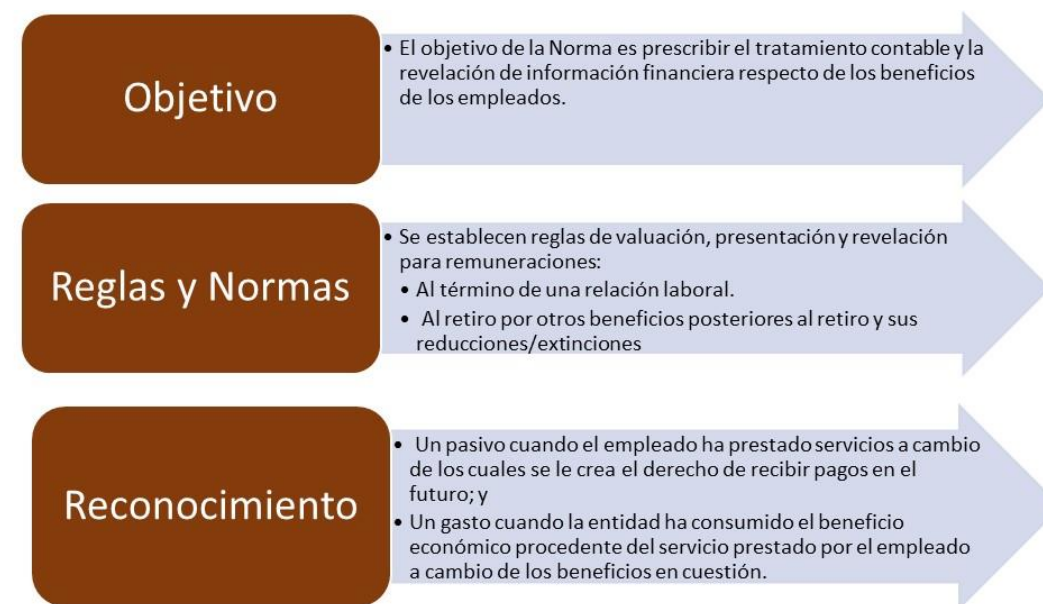 Objetivo
• El objetivo de la Norma es prescribir el tratamiento contable y la
revelación de información financiera respecto de los beneficios
de los empleados.
Reglas y Normas
• Se establecen reglas de valuación, presentación y revelación
para remuneraciones:
• Al término de una relación laboral.
• Al retiro por otros beneficios posteriores al retiro y sus
reducciones/extinciones
Reconocimiento
• Un pasivo cuando el empleado ha prestado servicios a cambio
de los cuales se le crea el derecho de recibir pagos en el
futuro; y
• Un gasto cuando la entidad ha consumido el beneficio
económico procedente del servicio prestado por el empleado
a cambio de los beneficios en cuestión.